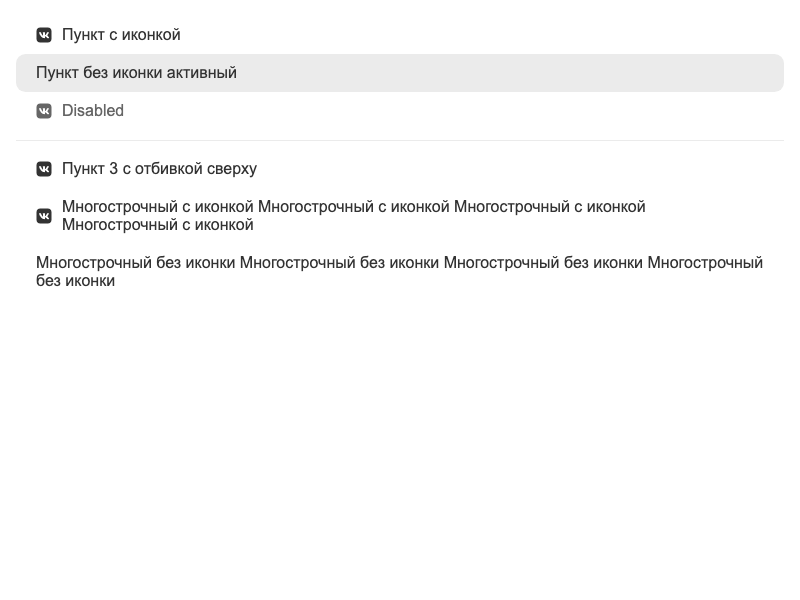 Пункт с иконкой
Пункт без иконки активный
Disabled
Пункт 3 с отбивкой сверху
Многострочный с иконкой Многострочный с иконкой Многострочный с иконкой
Многострочный с иконкой
Многострочный без иконки Многострочный без иконки Многострочный без иконки Многострочный
без иконки